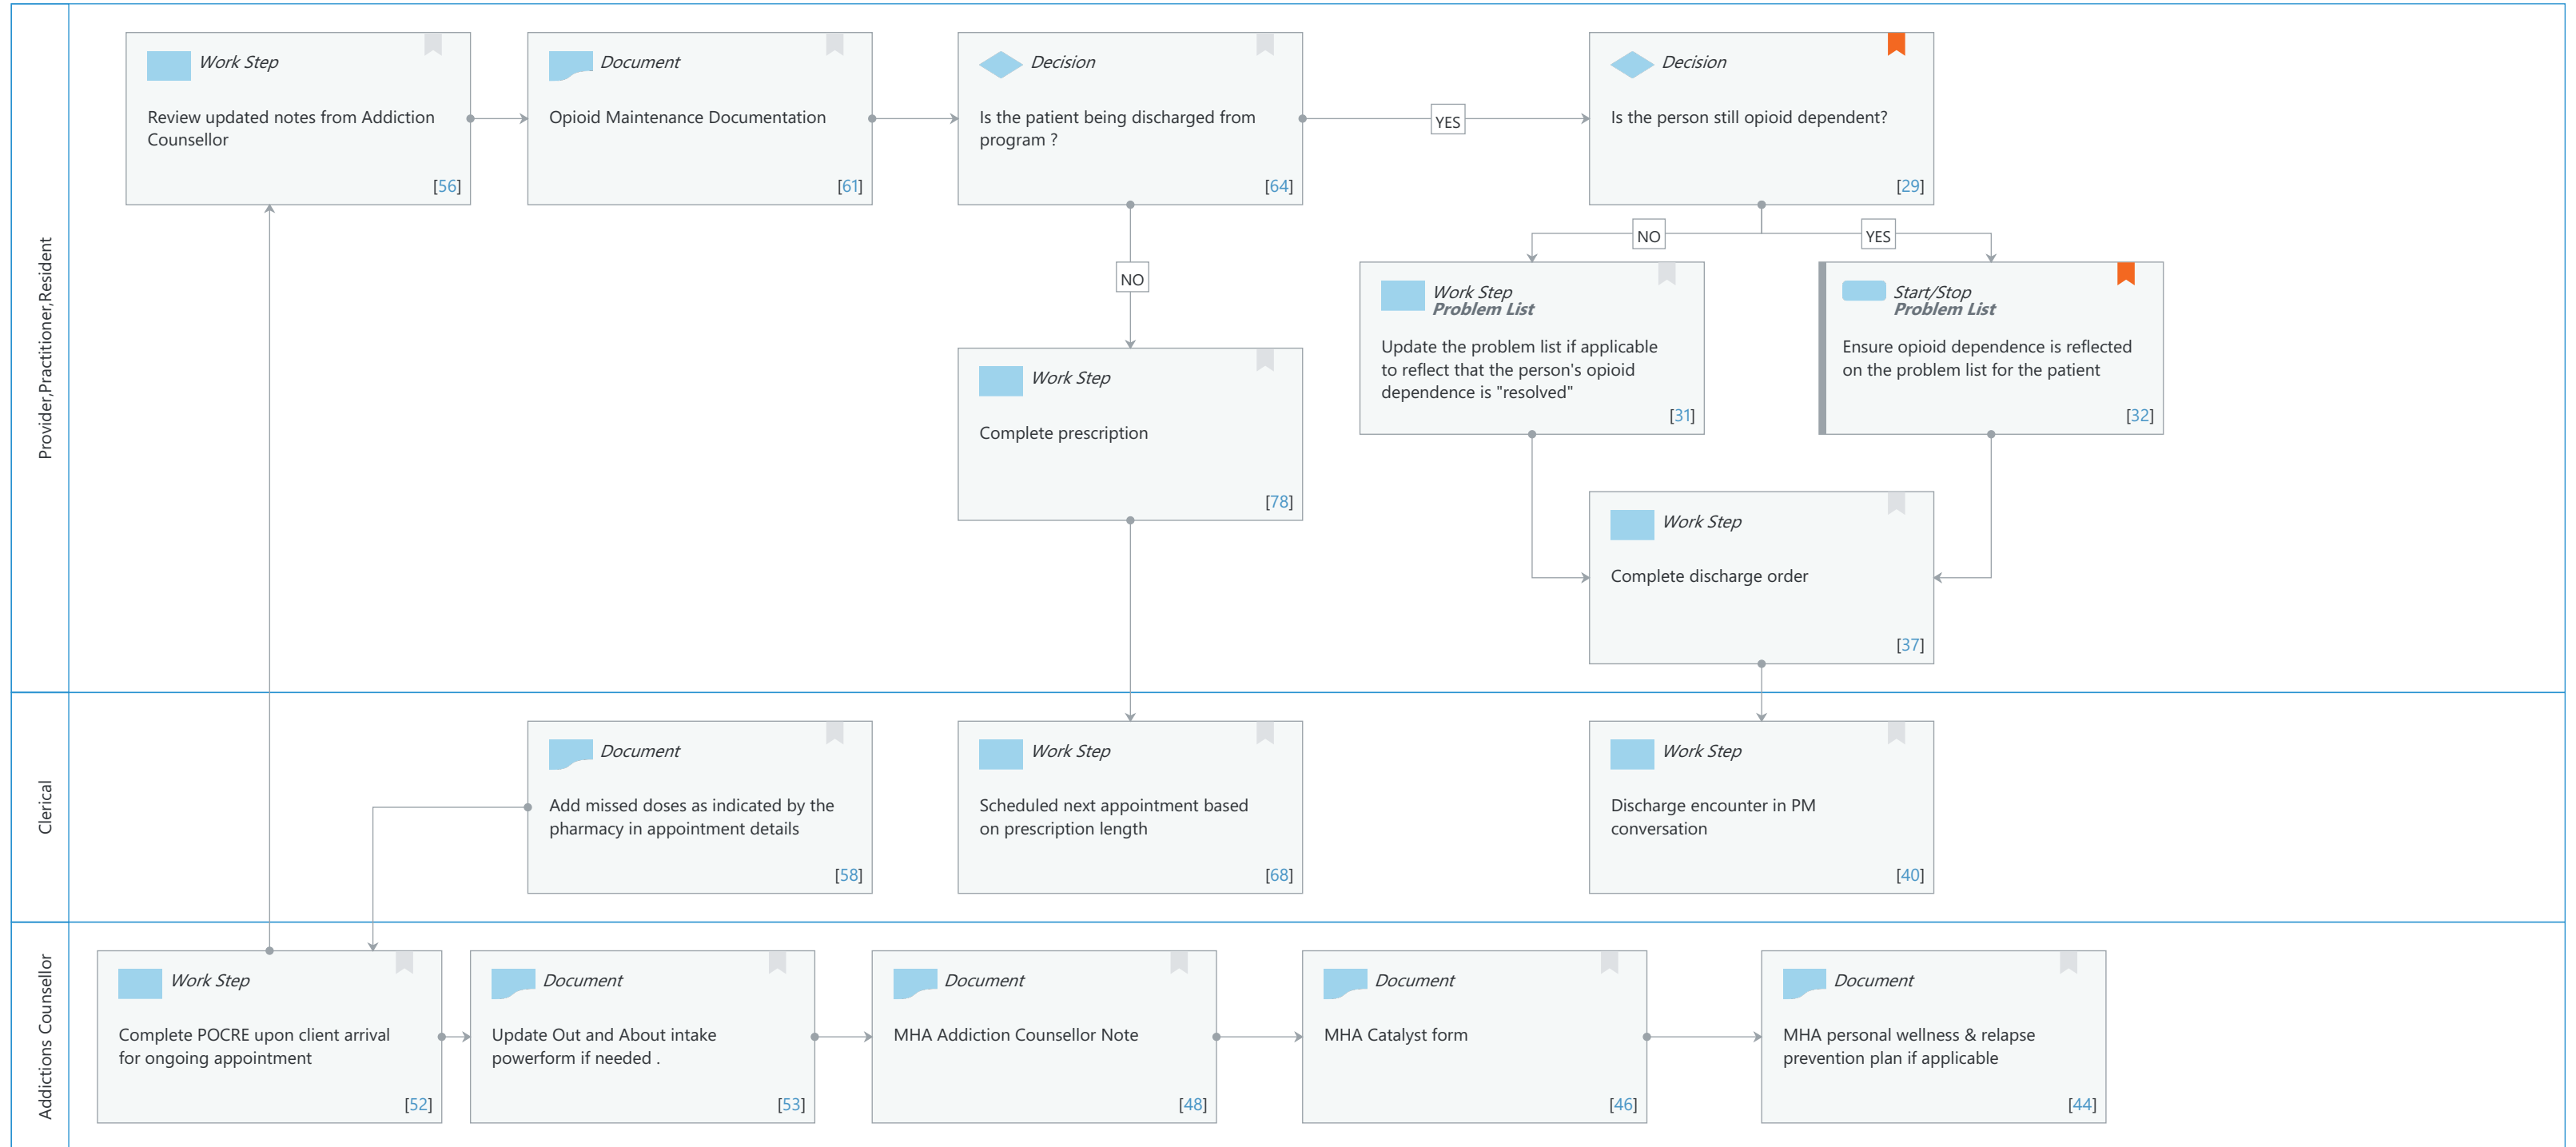 Provider,Practitioner,Resident
Work Step
Review updated notes from Addiction
Counsellor
[56]
Document
Opioid Maintenance Documentation
[61]
Decision
Is the patient being discharged from
program ?
[64]
YES
Decision
Is the person still opioid dependent?
[29]
NO
YES
NO
Work Step
Problem List
Update the problem list if applicable
to reflect that the person's opioid
dependence is "resolved"
[31]
Start/Stop
Problem List
Ensure opioid dependence is reflected
on the problem list for the patient
[32]
Work Step
Complete prescription
[78]
Work Step
Complete discharge order
[37]
Clerical
Document
Add missed doses as indicated by the
pharmacy in appointment details
[58]
Work Step
Scheduled next appointment based
on prescription length
[68]
Work Step
Discharge encounter in PM
conversation
[40]
Addictions Counsellor
Work Step
Complete POCRE upon client arrival
for ongoing appointment
[52]
Document
Update Out and About intake
powerform if needed .
[53]
Document
MHA Addiction Counsellor Note
[48]
Document
MHA Catalyst form
[46]
Document
MHA personal wellness & relapse
prevention plan if applicable
[44]